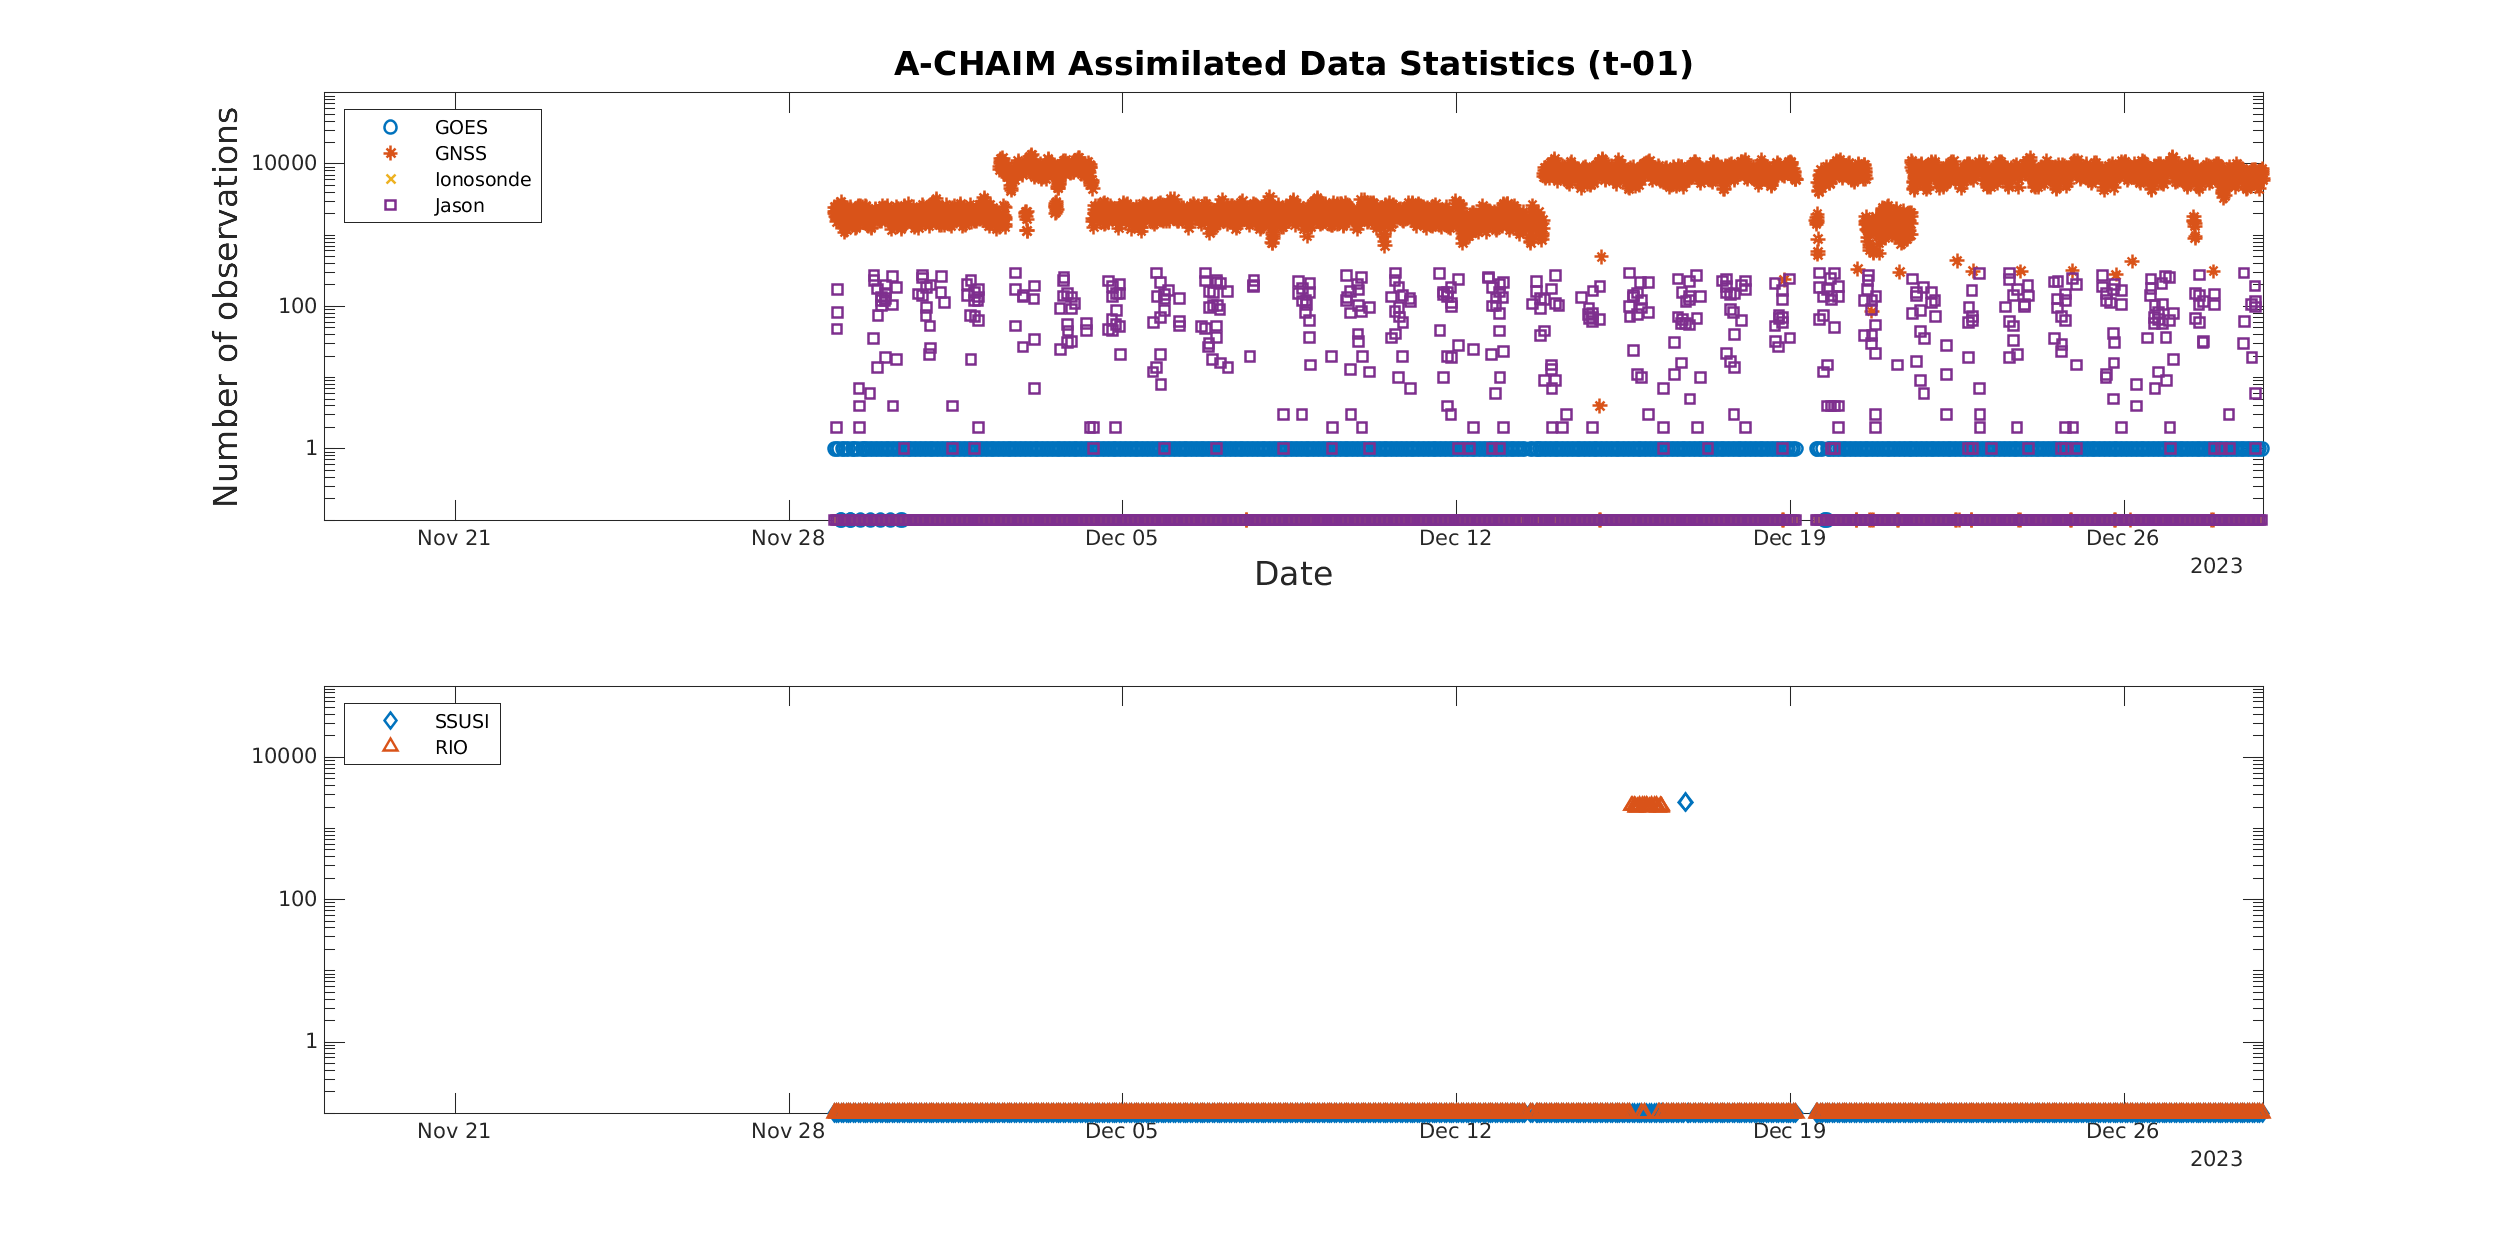 A-CHAIM Assimilated Data Statistics (t-01)
Number of observations
10000
100
1
GOES
GNSS
Ionosonde
Jason
Nov 21 Nov 28 Dec 05 Dec 12 Dec 19 Dec 26
2023
Date
10000
100
1
SSUSI
RIO
Nov 21 Nov 28 Dec 05 Dec 12 Dec 19 Dec 26
2023